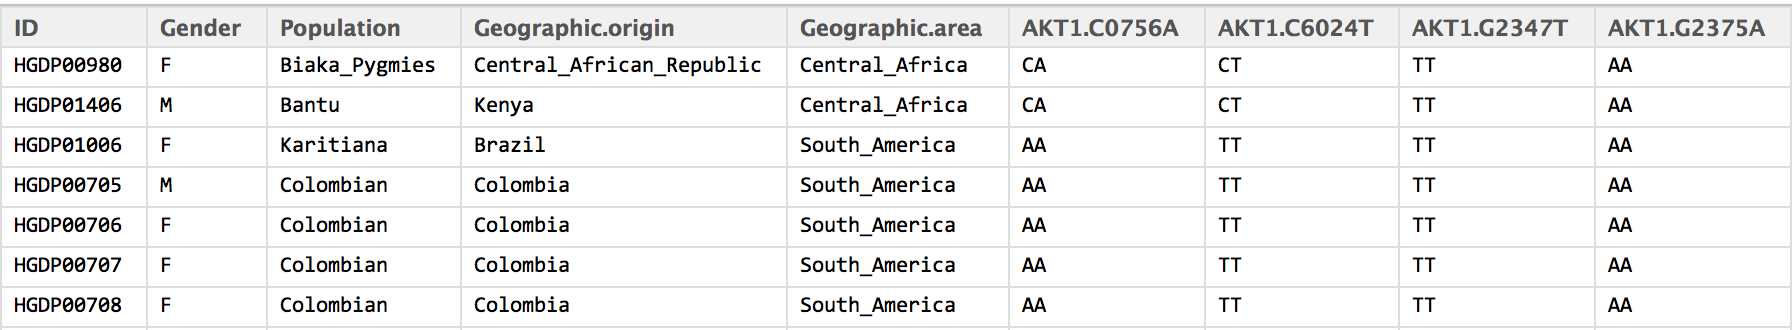 ID Gender Population Geographic.origin Geographic.area AKT1.C0756A AKT1.C6024T AKT1.G2347T AKT1.G2375A
HGDP00980 F Biaka_Pygmies Central_African_Republic Central_Africa CA CT TT AA
HGDP01406 M Bantu Kenya Central_Africa CA CT TT AA
HGDP01006 F Karitiana Brazil South_America AA TT TT AA
HGDP00705 M Colombian Colombia South_America AA TT TT AA
HGDP00706 F Colombian Colombia South_America AA TT TT AA
HGDP00707 F Colombian Colombia South_America AA TT TT AA
HGDP00708 F Colombian Colombia South_America AA TT TT AA